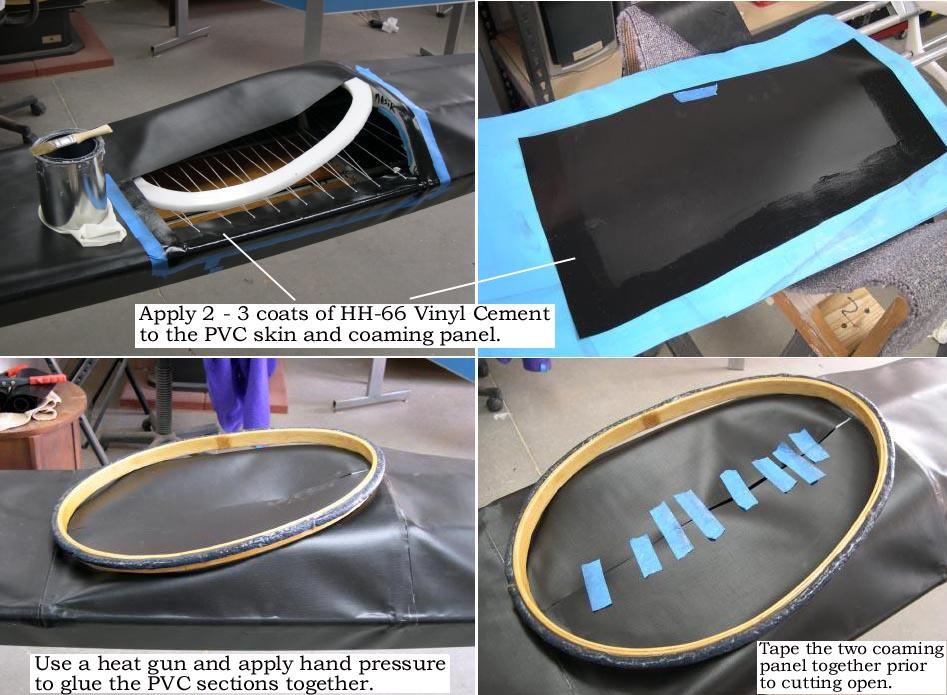 Apply 2 - 3 coats of HH-66 Vinyl Cement
to the PVC skin and coaming panel.
Use a heat gun and apply hand pressure
to glue the PVC sections together.
Tape the two coaming
panel together prior
to cutting open.